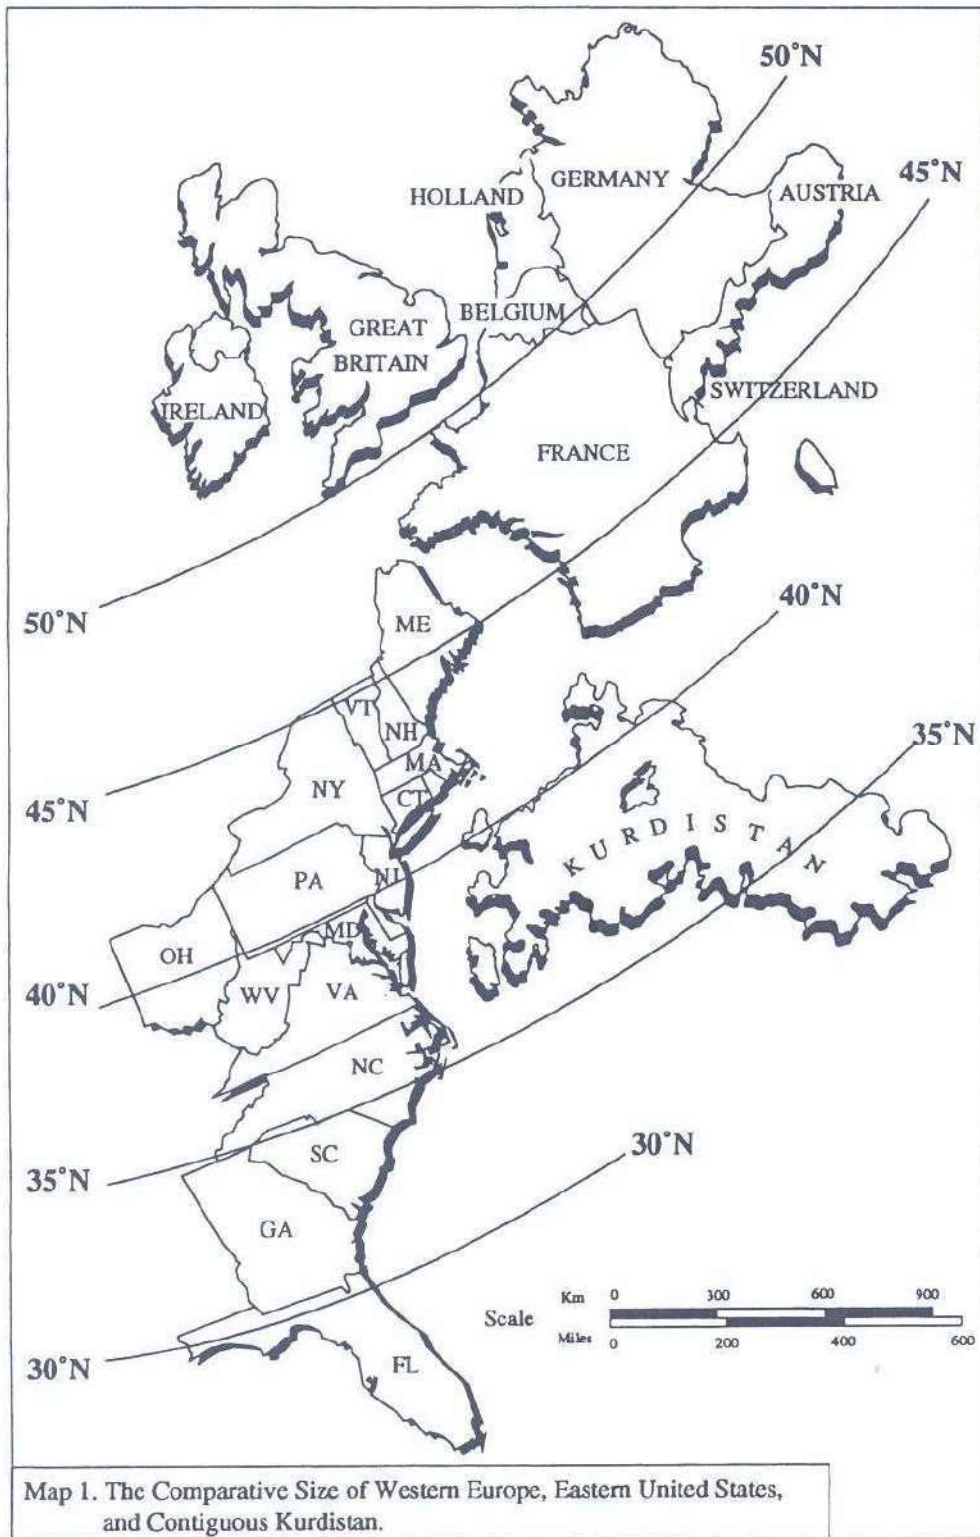 50°N
45°N
HOLLAND
GERMANY
AUSTRIA
BELGIUM
GREAT
BRITAIN
IRELAND
SWITZERLAND
FRANCE
50°N
40°N
ME
35°N
VT
NH
MA
NY
CT
45°N
KURDISTAN
PA
NJ
MD
OH
WV
VA
40°N
NC
SC
30°N
35°N
GA
Km 0 300 600 900
Scale
Miles 0 200 400 600
30°N
FL
Map 1. The Comparative Size of Western Europe, Eastern United States,
and Contiguous Kurdistan.